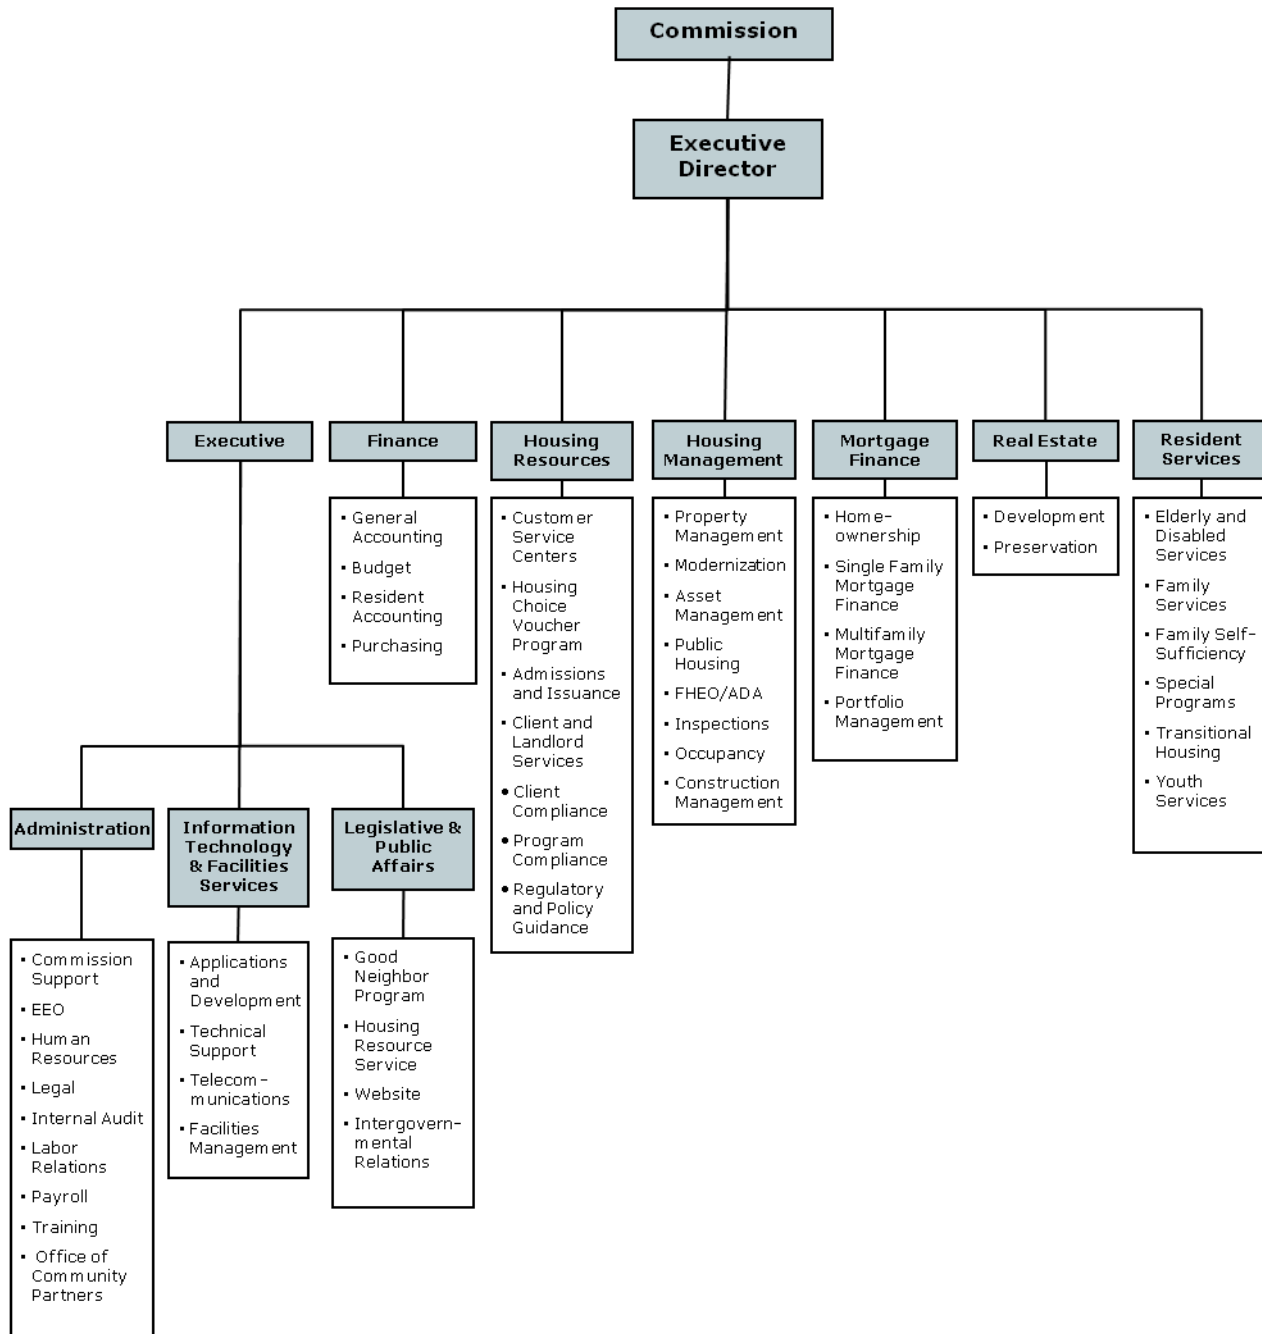 Commission
Executive
Director
Executive
Finance
Housing
Resources
Housing
Management
Mortgage
Finance
Real Estate
Resident
Services
▪ General
Accounting
▪ Budget
▪ Resident
Accounting
▪ Purchasing
▪ Customer
Service
Centers
▪ Housing
Choice
Voucher
Program
▪ Admissions
and Issuance
▪ Client and
Landlord
Services
● Client
Compliance
● Program
Compliance
● Regulatory
and Policy
Guidance
▪ Property
Management
▪ Modernization
▪ Asset
Management
▪ Public
Housing
▪ FHEO/ADA
▪ Inspections
▪ Occupancy
▪ Construction
Management
▪ Home-
ownership
▪ Single Family
Mortgage
Finance
▪ Multifamily
Mortgage
Finance
▪ Portfolio
Management
▪ Development
▪ Preservation
▪ Elderly and
Disabled
Services
▪ Family
Services
▪ Family Self-
Sufficiency
▪ Special
Programs
▪ Transitional
Housing
▪ Youth
Services
Administration
Information
Technology
& Facilities
Services
Legislative &
Public
Affairs
▪ Commission
Support
▪ EEO
▪ Human
Resources
▪ Legal
▪ Internal Audit
▪ Labor
Relations
▪ Payroll
▪ Training
▪ Office of
Community
Partners
▪ Applications
and
Development
▪ Technical
Support
▪ Telecom-
munications
▪ Facilities
Management
▪ Good
Neighbor
Program
▪ Housing
Resource
Service
▪ Website
▪ Intergovern-
mental
Relations